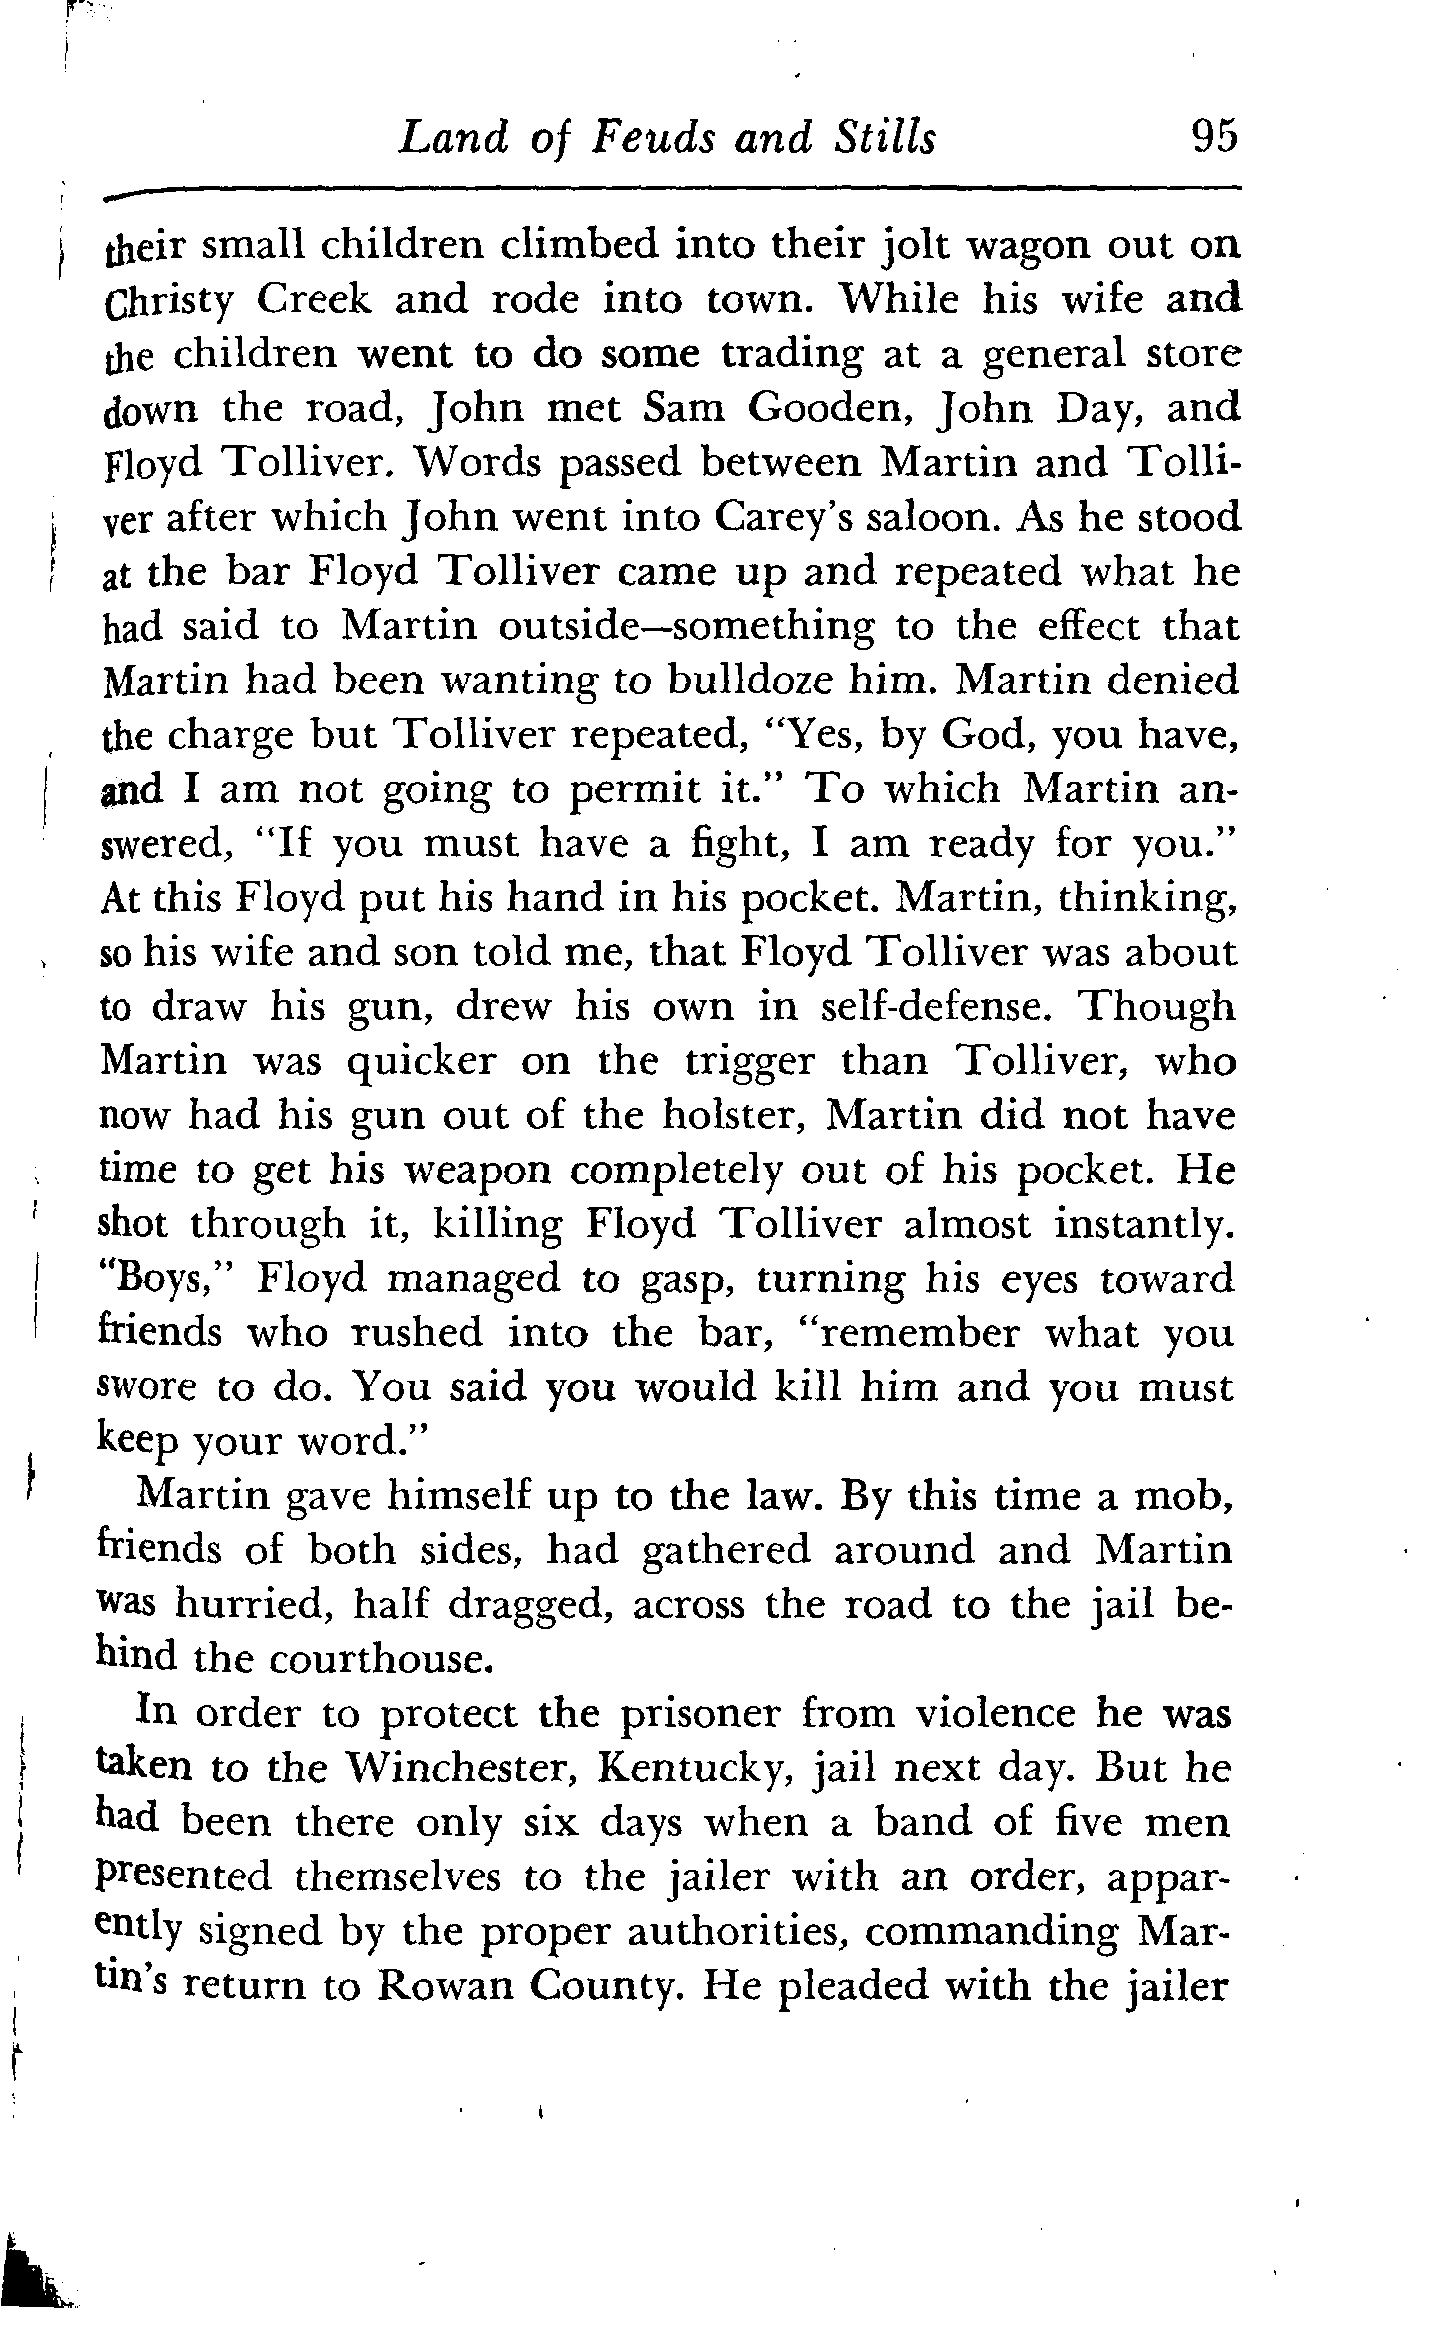 Land of Feuds and Stills 95
their small children climbed into their jolt wagon out on
Christy Creek and rode into town. While his wife and
the children went to do some trading at a general store
down the road, John met Sam Gooden, John Day, and
Floyd Tolliver. Words passed between Martin and Tolli-
ver after which John went into Carey's saloon. As he stood
at the bar Floyd Tolliver came up and repeated what he
had said to Martin outside—something to the effect that
Martin had been wanting to bulldoze him. Martin denied
the charge but Tolliver repeated, "Yes, by God, you have,
and I am not going to permit it." To which Martin an-
swered, "If you must have a fight, I am ready for you."
At this Floyd put his hand in his pocket. Martin, thinking,
so his wife and son told me, that Floyd Tolliver was about
to draw his gun, drew his own in self-defense. Though
Martin was quicker on the trigger than Tolliver, who
now had his gun out of the holster, Martin did not have
time to get his weapon completely out of his pocket. He
shot through it, killing Floyd Tolliver almost instantly.
"Boys," Floyd managed to gasp, turning his eyes toward
friends who rushed into the bar, "remember what you
swore to do. You said you would kill him and you must
keep your word."
Martin gave himself up to the law. By this time a mob,
friends of both sides, had gathered around and Martin
was hurried, half dragged, across the road to the jail be-
hind the courthouse.
In order to protect the prisoner from violence he was
taken to the Winchester, Kentucky, jail next day. But he
had been there only six days when a band of five men
presented themselves to the jailer with an order, appar-
ently signed by the proper authorities, commanding Mar-
tin's return to Rowan County. He pleaded with the jailer